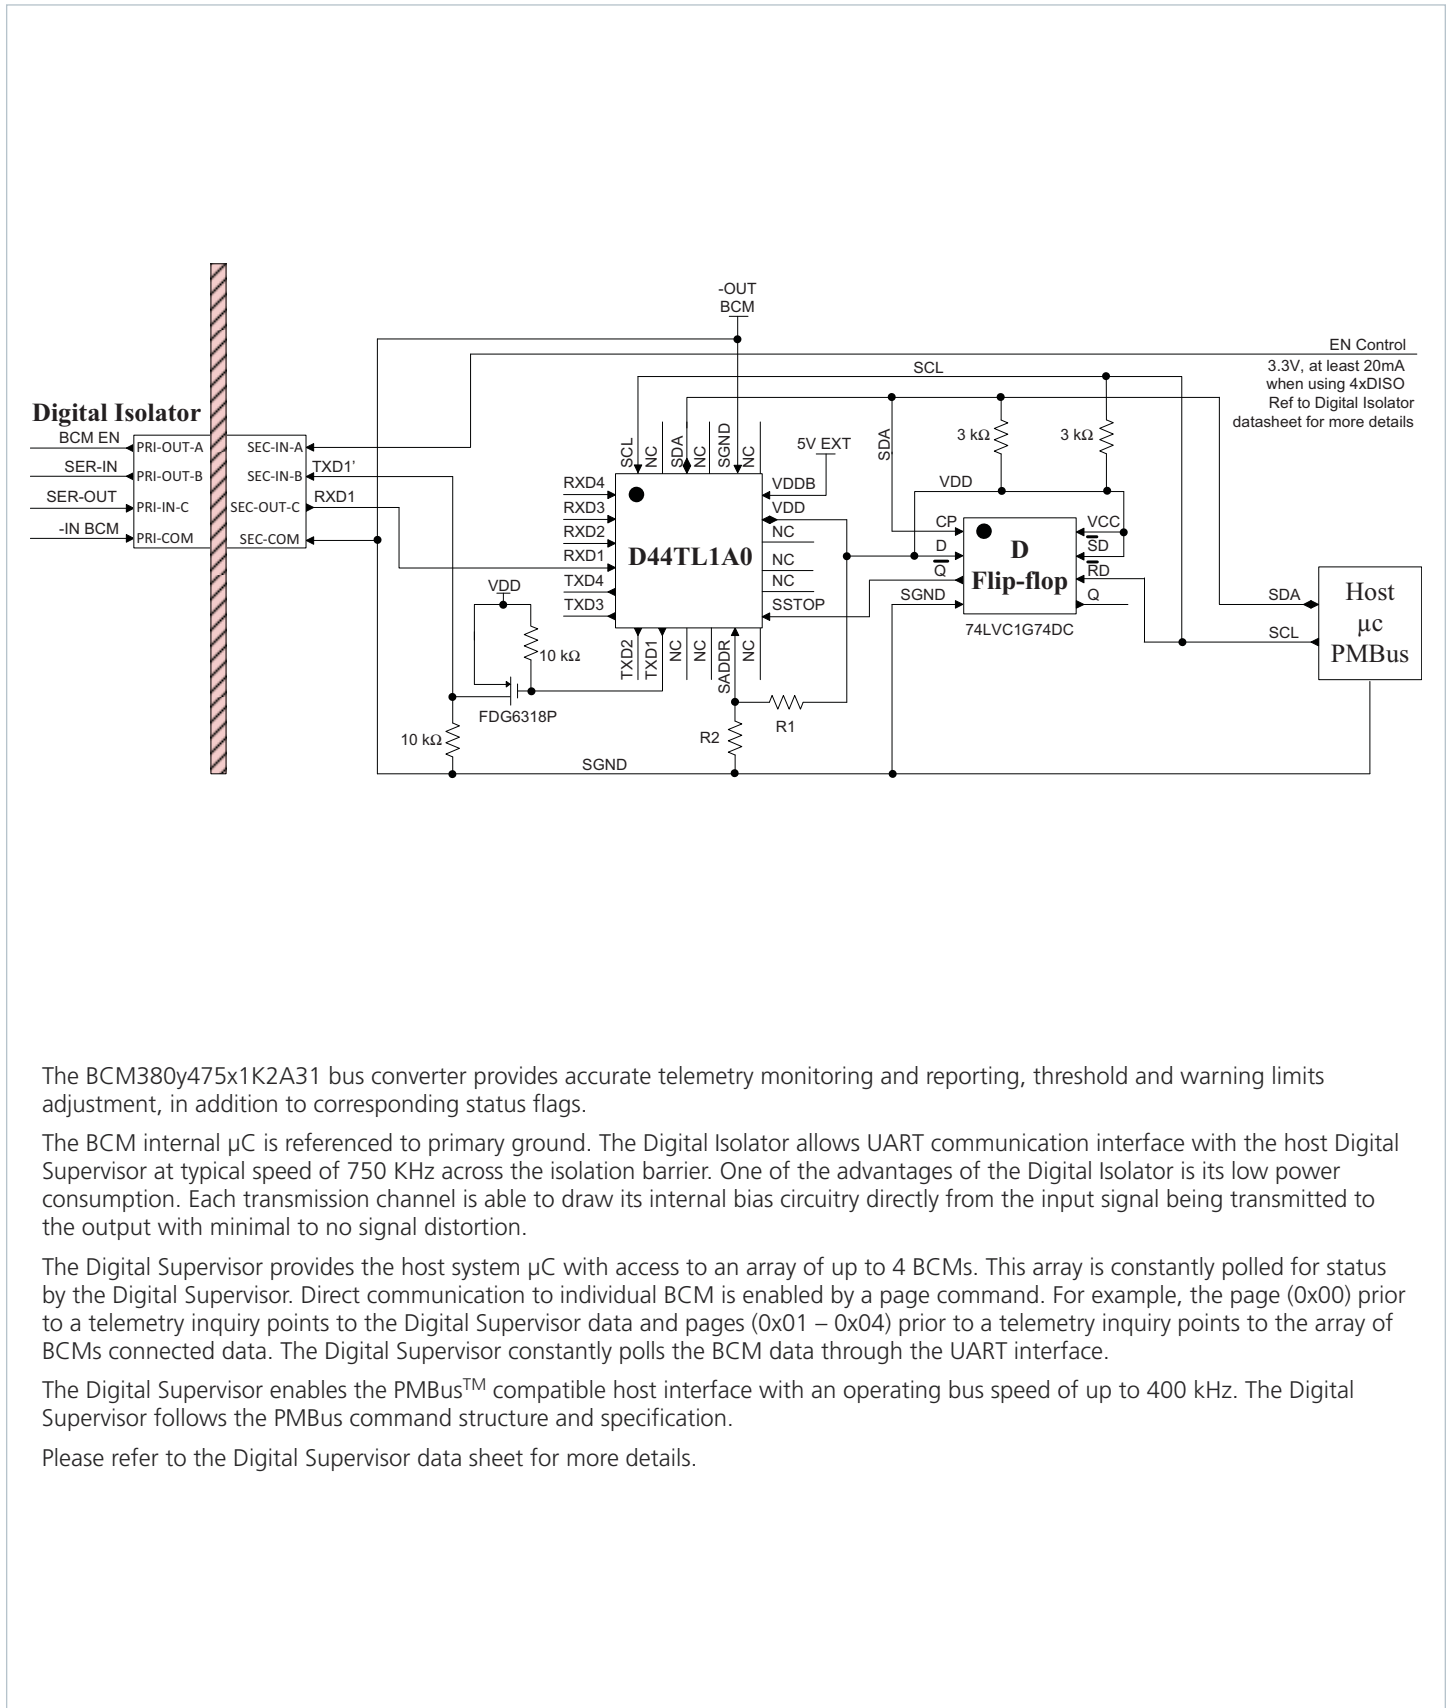 -OUT
BCM
EN Control
SCL
3.3V, at least 20mA
when using 4xDISO
Ref to Digital Isolator
datasheet for more details
Digital Isolator
BCM EN
PRI-OUT-A
SEC-IN-A
SER-IN
PRI-OUT-B
SEC-IN-B
TXD1'
SER-OUT
PRI-IN-C
SEC-OUT-C
RXD1
-IN BCM
PRI-COM
SEC-COM
SCL
NC
SDA
NC
SGND
NC
5V EXT
SDA
3 kΩ
3 kΩ
RXD4
RXD3
RXD2
RXD1
TXD4
TXD3
D44TL1A0
VDDB
VDD
NC
NC
NC
SSTOP
TXD2
TXD1
NC
NC
SADDR
NC
VDD
CP
D
Q
SGND
D
Flip-flop
VCC
SD
RD
Q
74LVC1G74DC
SDA
SCL
Host
µc
PMBus
VDD
10 kΩ
FDG6318P
10 kΩ
R1
R2
SGND
The BCM380y475x1K2A31 bus converter provides accurate telemetry monitoring and reporting, threshold and warning limits
adjustment, in addition to corresponding status flags.
The BCM internal µC is referenced to primary ground. The Digital Isolator allows UART communication interface with the host Digital
Supervisor at typical speed of 750 KHz across the isolation barrier. One of the advantages of the Digital Isolator is its low power
consumption. Each transmission channel is able to draw its internal bias circuitry directly from the input signal being transmitted to
the output with minimal to no signal distortion.
The Digital Supervisor provides the host system µC with access to an array of up to 4 BCMs. This array is constantly polled for status
by the Digital Supervisor. Direct communication to individual BCM is enabled by a page command. For example, the page (0x00) prior
to a telemetry inquiry points to the Digital Supervisor data and pages (0x01 – 0x04) prior to a telemetry inquiry points to the array of
BCMs connected data. The Digital Supervisor constantly polls the BCM data through the UART interface.
The Digital Supervisor enables the PMBus™ compatible host interface with an operating bus speed of up to 400 kHz. The Digital
Supervisor follows the PMBus command structure and specification.
Please refer to the Digital Supervisor data sheet for more details.